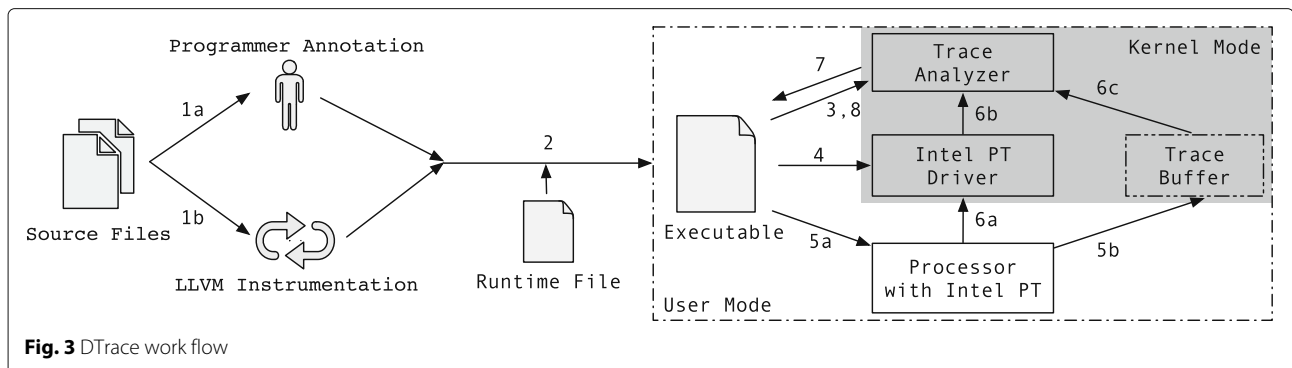 Programmer Annotation
1a
1b
Source Files
LLVM Instrumentation
2
Runtime File
Executable
User Mode
Kernel Mode
Trace
Analyzer
7
3,8
6b
6c
4
Intel PT
Driver
Trace
Buffer
5a
6a
5b
Processor
with Intel PT
Fig. 3 DTrace work flow